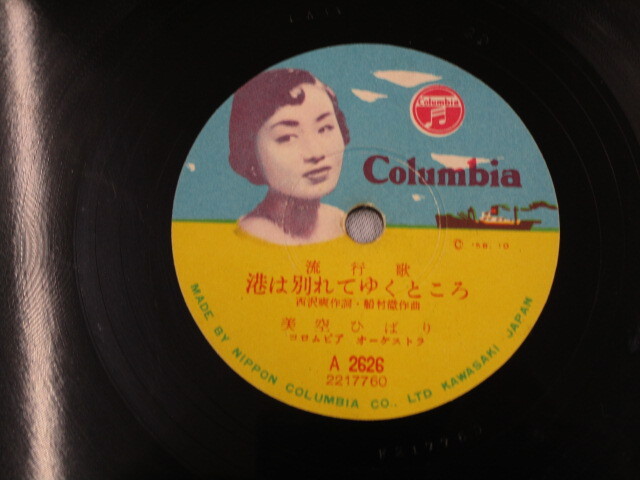 Columbia
Columbia
流行歌
港は別れてゆくところ
西沢爽作詞・船村徹作曲
美空ひばり
コロムビア オーケストラ
A 2626
2217760
MADE BY NIPPON COLUMBIA CO., LTD KAWASAKI JAPAN